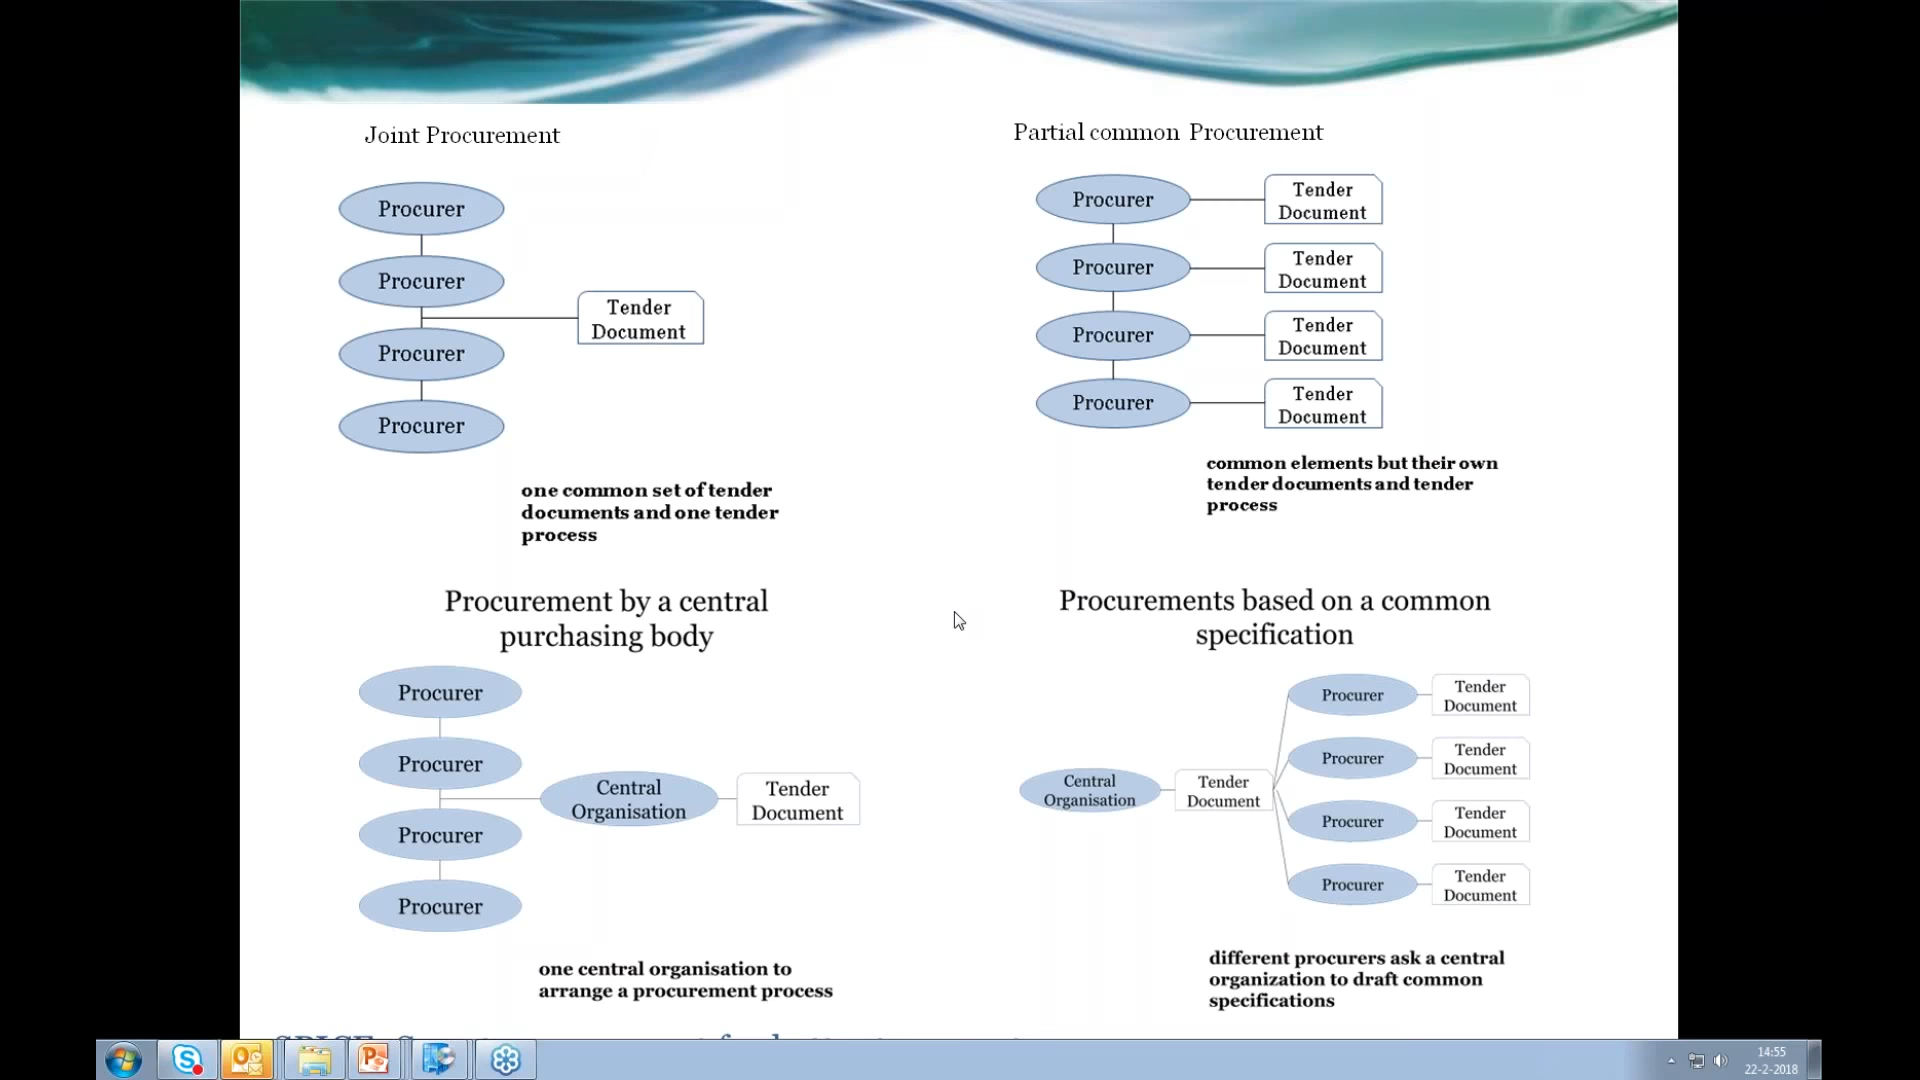 Joint Procurement
Procurer
Procurer
Procurer
Procurer
Tender
Document
one common set of tender
documents and one tender
process
Partial common Procurement
Procurer
Tender
Document
Procurer
Tender
Document
Procurer
Tender
Document
Procurer
Tender
Document
common elements but their own
tender documents and tender
process
Procurement by a central
purchasing body
Procurer
Procurer
Procurer
Procurer
Central
Organisation
Tender
Document
one central organisation to
arrange a procurement process
Procurements based on a common
specification
Central
Organisation
Tender
Document
Procurer
Tender
Document
Procurer
Tender
Document
Procurer
Tender
Document
Procurer
Tender
Document
different procurers ask a central
organization to draft common
specifications
14:55
22-2-2018